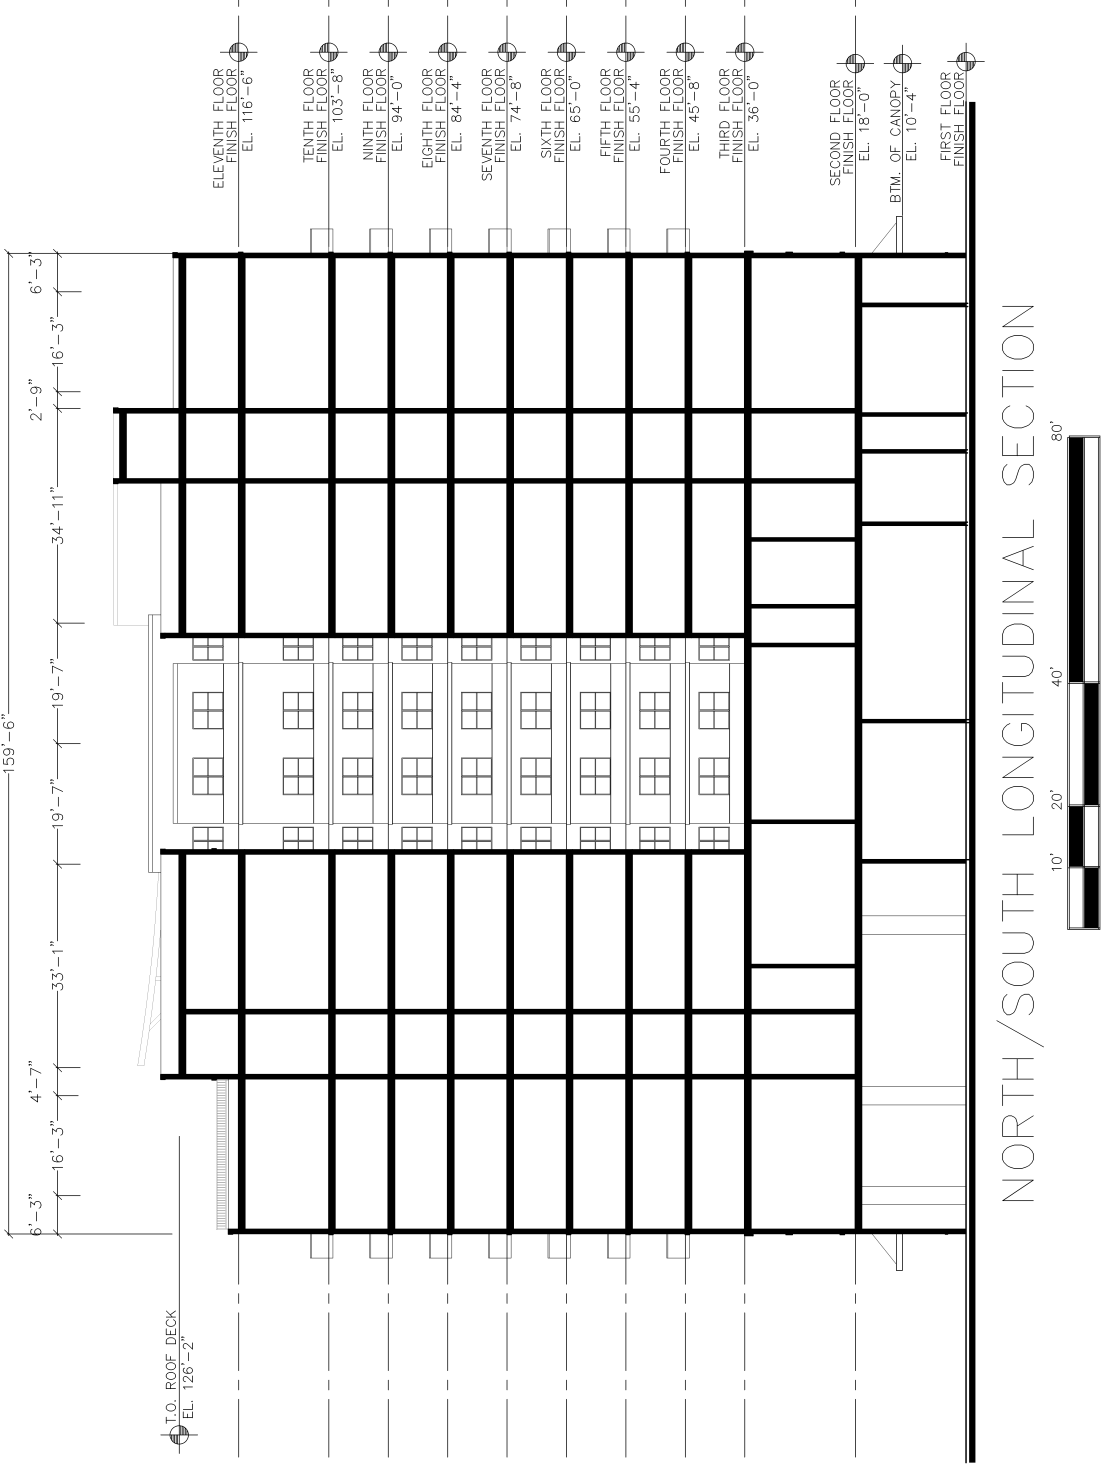 159'-6"
6'-3"
16'-3"
4'-7"
33'-1"
19'-7"
19'-7"
34'-11"
2'-9"
16'-3"
6'-3"
T.O. ROOF DECK
EL. 126'-2"
ELEVENTH FLOOR
FINISH FLOOR
EL. 116'-6"
TENTH FLOOR
FINISH FLOOR
EL. 103'-8"
NINTH FLOOR
FINISH FLOOR
EL. 94'-0"
EIGHTH FLOOR
FINISH FLOOR
EL. 84'-4"
SEVENTH FLOOR
FINISH FLOOR
EL. 74'-8"
SIXTH FLOOR
FINISH FLOOR
EL. 65'-0"
FIFTH FLOOR
FINISH FLOOR
EL. 55'-4"
FOURTH FLOOR
FINISH FLOOR
EL. 45'-8"
THIRD FLOOR
FINISH FLOOR
EL. 36'-0"
SECOND FLOOR
FINISH FLOOR
EL. 18'-0"
BTM. OF CANOPY
EL. 10'-4"
FIRST FLOOR
FINISH FLOOR
NORTH/SOUTH LONGITUDINAL SECTION
10' 20' 40' 80'